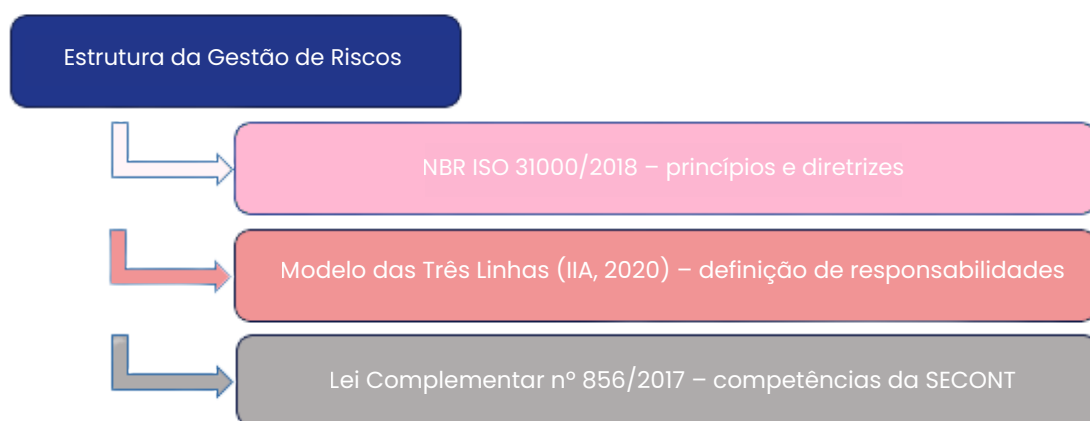 Estrutura da Gestão de Riscos
NBR ISO 31000/2018 – princípios e diretrizes
Modelo das Três Linhas (IIA, 2020) – definição de responsabilidades
Lei Complementar nº 856/2017 – competências da SECONT